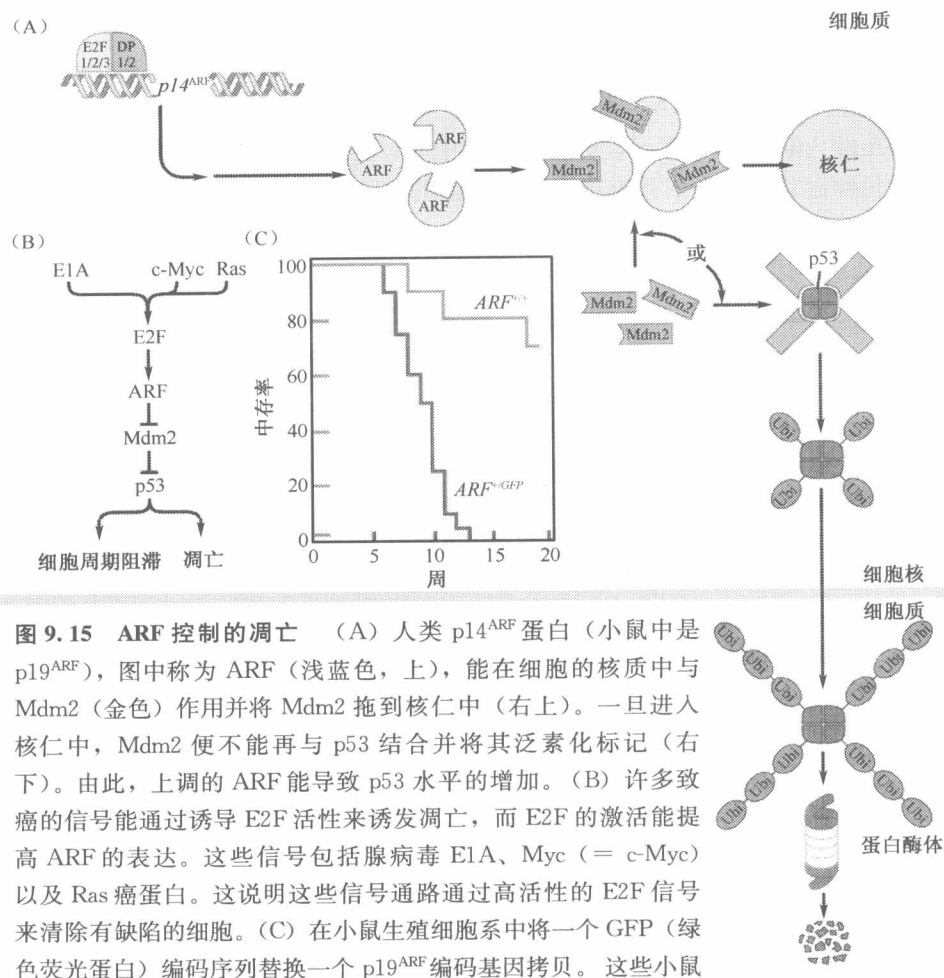 (A)
细胞质
E2F DP
1/2/3 1/2
p14ARF
ARF
ARF
ARF
Mdm2
Mdm2
Mdm2
核仁
或
p53
Mdm2
Mdm2
Mdm2
(B)
E1A c-Myc Ras
E2F
ARF
Mdm2
p53
细胞周期阻滞 凋亡
(C)
100
80
60
40
20
0
中存率
ARF+/+
ARF+/GFP
0 5 10 15 20
周
Ubi
Ubi
Ubi
Ubi
细胞核
细胞质
Ubi
Ubi
Ubi
Ubi
Ubi
Ubi
Ubi
Ubi
Ubi
Ubi
Ubi
Ubi
蛋白酶体
图 9.15 ARF 控制的凋亡 (A)人类 p14ARF 蛋白(小鼠中是
p19ARF),图中称为 ARF(浅蓝色,上),能在细胞的核质中与
Mdm2(金色)作用并将 Mdm2 拖到核仁中(右上)。一旦进入
核仁中,Mdm2 便不能再与 p53 结合并将其泛素化标记(右
下)。由此,上调的 ARF 能导致 p53 水平的增加。(B)许多致
癌的信号能通过诱导 E2F 活性来诱发凋亡,而 E2F 的激活能提
高 ARF 的表达。这些信号包括腺病毒 E1A、Myc(= c-Myc)
以及 Ras 癌蛋白。这说明这些信号通路通过高活性的 E2F 信号
来清除有缺陷的细胞。(C)在小鼠生殖细胞系中将一个 GFP(绿
色荧光蛋白)编码序列替换一个 p19ARF 编码基因拷贝。这些小鼠